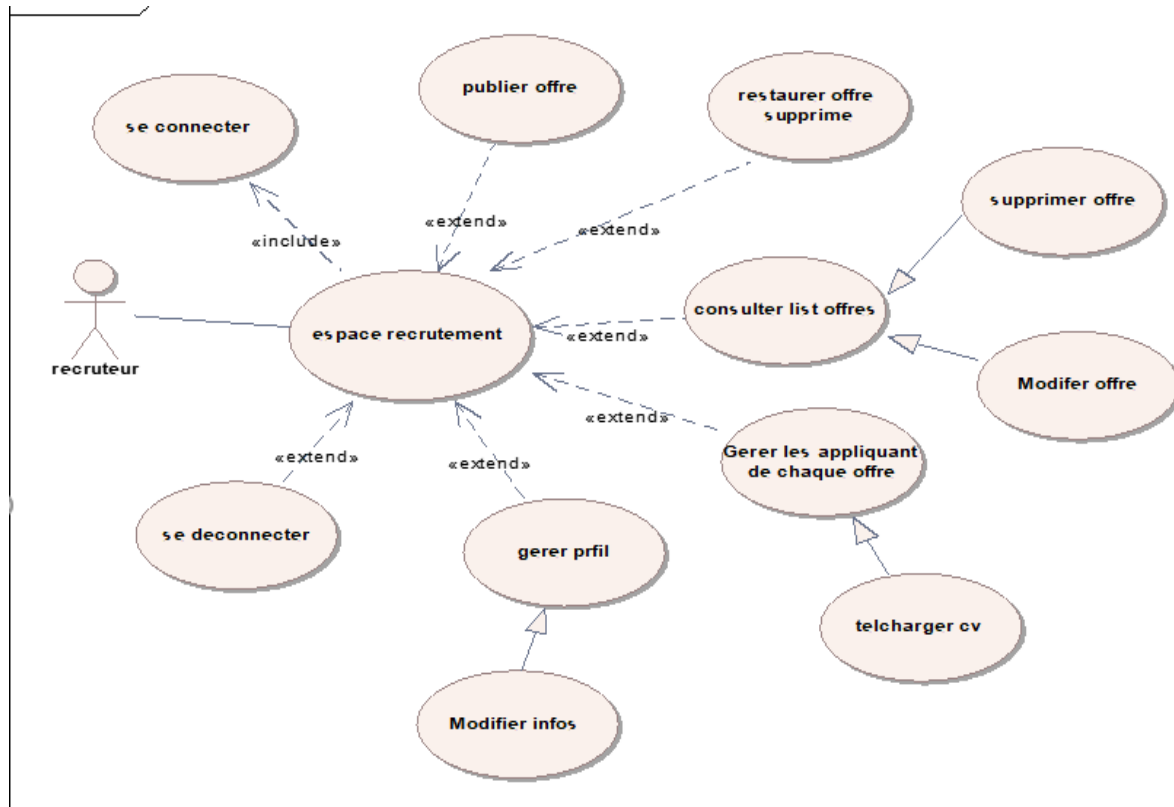 publier offre
restaurer offre
supprime
se connecter
supprimer offre
«extend»
«extend»
«include»
consulter list offres
espace recrutement
«extend»
recruteur
Modifer offre
«extend»
Gerer les appliquant
de chaque offre
«extend»
«extend»
se deconnecter
gerer prfil
telcharger cv
Modifier infos